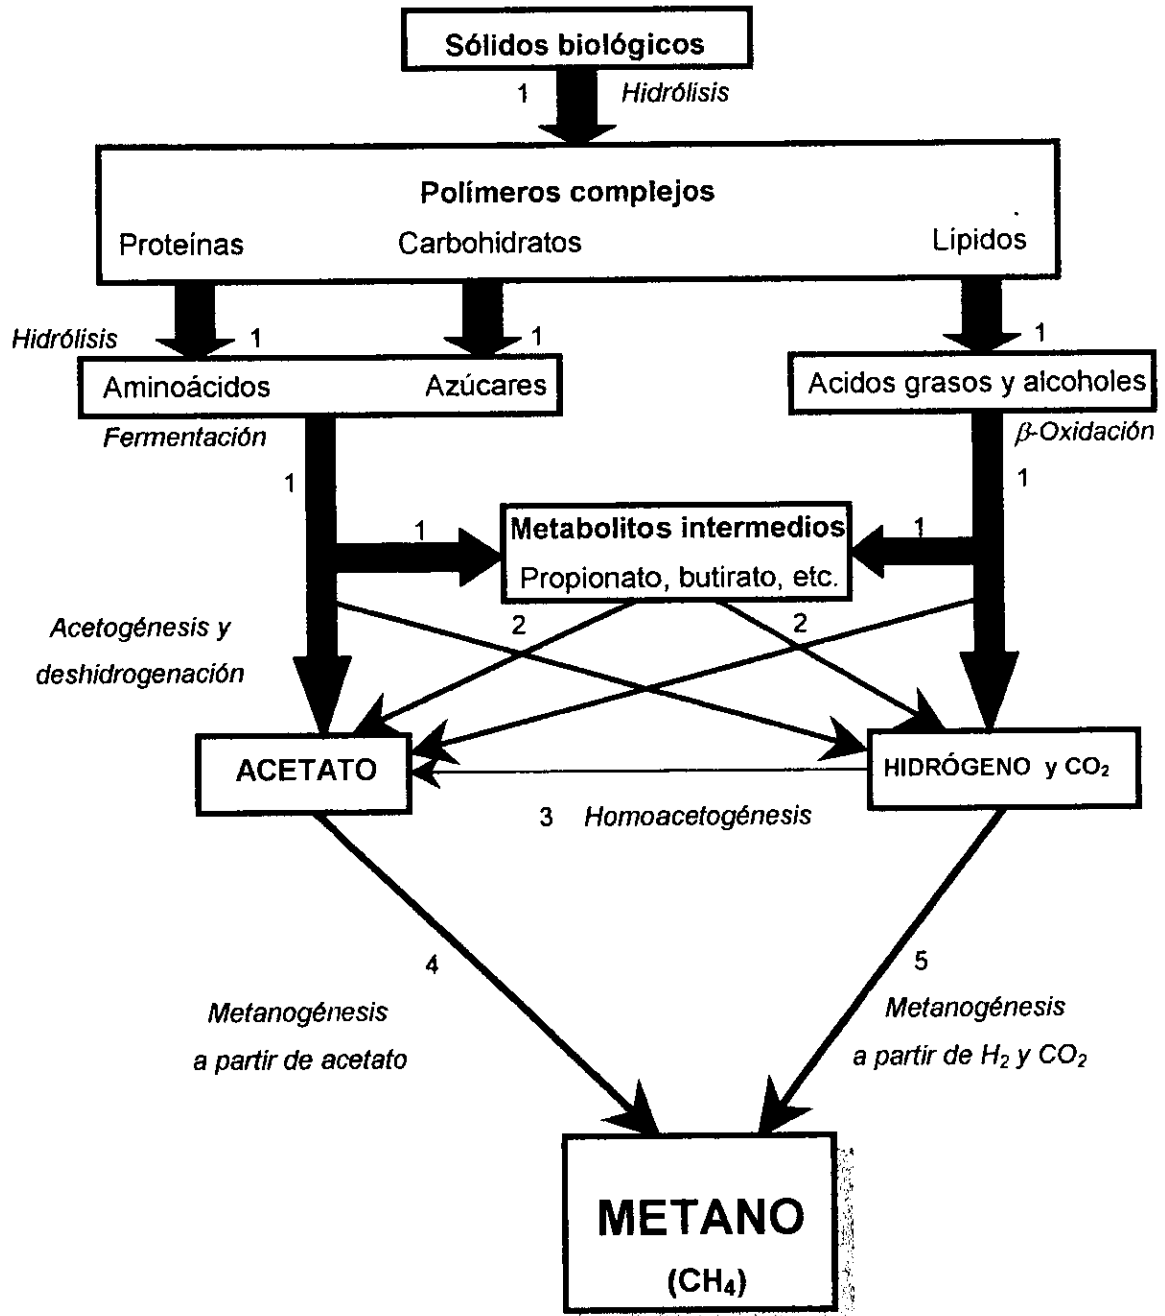 Sólidos biológicos
1 Hidrólisis
Polímeros complejos
Proteínas Carbohidratos Lípidos
Hidrólisis 1 1 1
Aminoácidos Azúcares Acidos grasos y alcoholes
Fermentación β-Oxidación
1 1
1 Metabolitos intermedios 1
Propionato, butirato, etc.
Acetogénesis y 2 2
deshidrogenación
ACETATO HIDRÓGENO y CO₂
3 Homoacetogénesis
4 5
Metanogénesis Metanogénesis
a partir de acetato a partir de H₂ y CO₂
METANO
(CH₄)